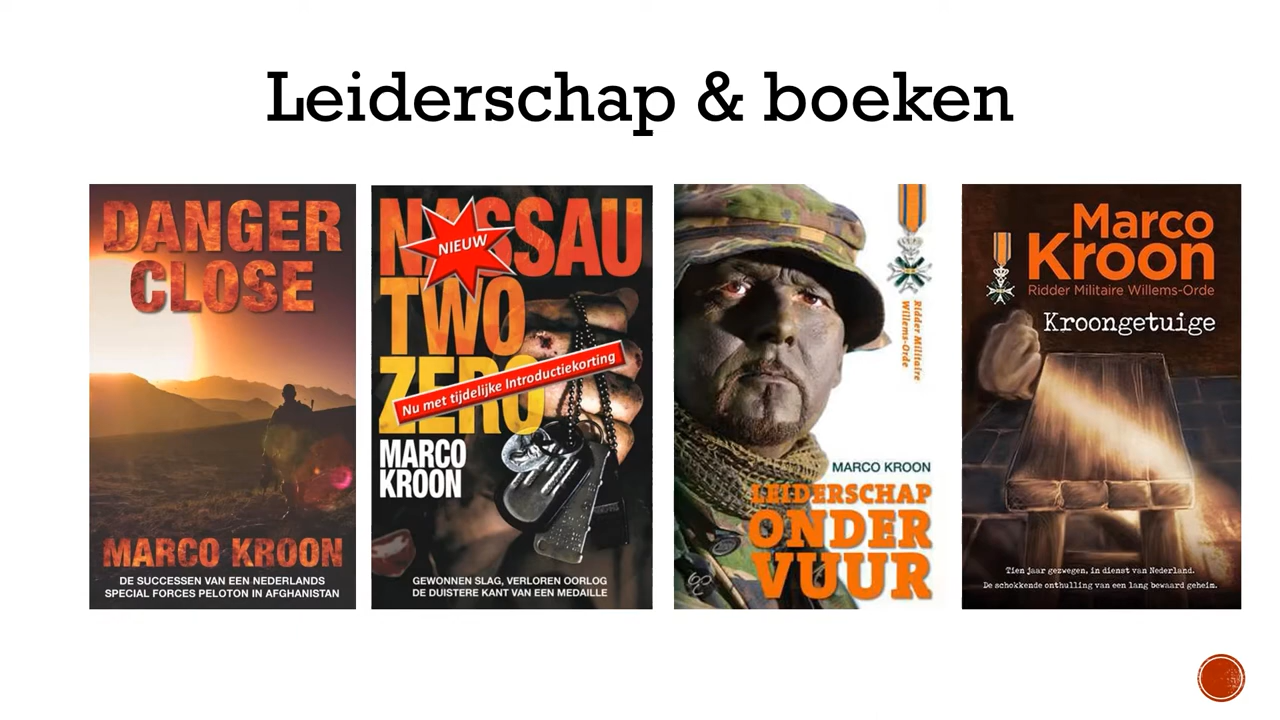 Leiderschap & boeken
DANGER
CLOSE
MARCO KROON
DE SUCCESSEN VAN EEN NEDERLANDS
SPECIAL FORCES PELOTON IN AFGHANISTAN
NASSAU
NIEUW
TWO
ZERO
Nu met tijdelijke Introductiekorting
MARCO
KROON
GEWONNEN SLAG, VERLOREN OORLOG
DE DUISTERE KANT VAN EEN MEDAILLE
Ridder Militaire
Willems-Orde
MARCO KROON
LEIDERSCHAP
ONDER
VUUR
Marco
Kroon
Ridder Militaire Willems-Orde
Kroongetuige
Tien jaar gezwegen, in dienst van Nederland.
De schokkende onthulling van een lang bewaard geheim.